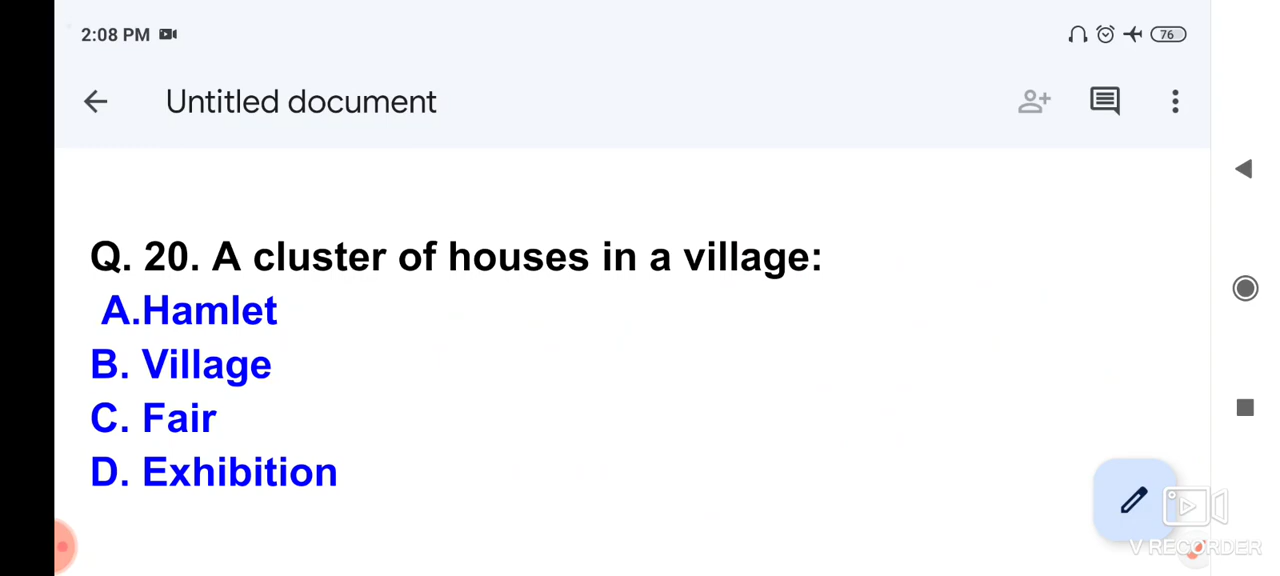 2:08 PM
76
Untitled document
Q. 20. A cluster of houses in a village:
A.Hamlet
B. Village
C. Fair
D. Exhibition
V RECORDER